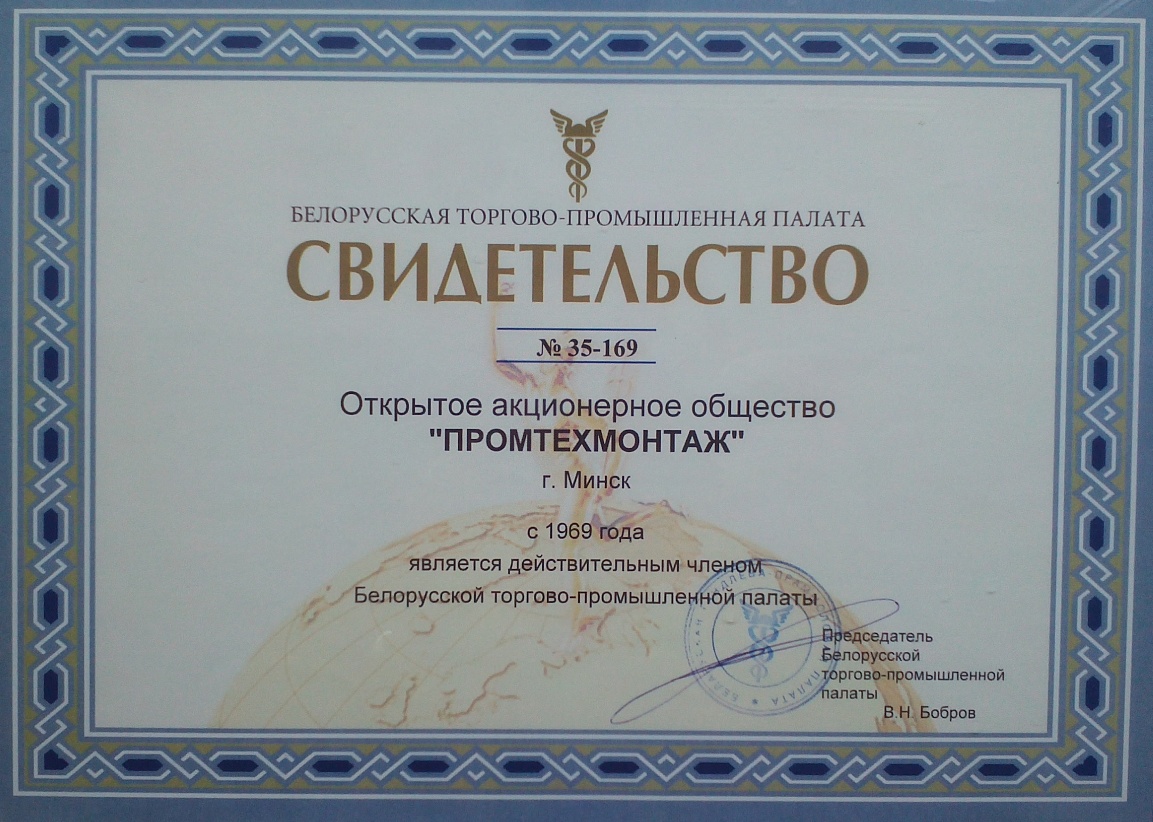 БЕЛОРУССКАЯ ТОРГОВО-ПРОМЫШЛЕННАЯ ПАЛАТА
СВИДЕТЕЛЬСТВО
№ 35-169
Открытое акционерное общество
"ПРОМТЕХМОНТАЖ"
г. Минск
с 1969 года
является действительным членом
Белорусской торгово-промышленной палаты
Председатель
Белорусской
торгово-промышленной
палаты
В.Н. Бобров
ПАЛАТА